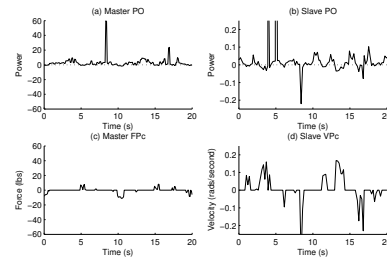 (a) Master PO
60
40
20
0
−20
−40
−60
0 5 10 15 20
Time (s)
Power
(b) Slave PO
0.2
0.1
0
−0.1
−0.2
0 5 10 15 20
Time (s)
Power
(c) Master FPc
60
40
20
0
−20
−40
−60
0 5 10 15 20
Time (s)
Force (lbs)
(d) Slave VPc
0.2
0.1
0
−0.1
−0.2
0 5 10 15 20
Time (s)
Velocity (rads/second)